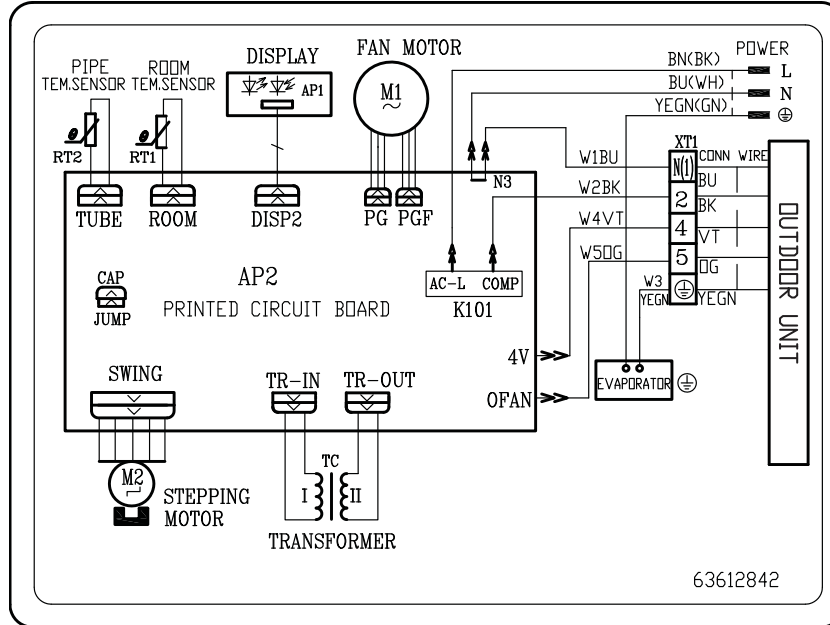 POWER
BN(BK)
L
BU(WH)
N
YEGN(GN)
PIPE
TEM.SENSOR
ROOM
TEM.SENSOR
DISPLAY
AP1
FAN MOTOR
M1
~
θ
RT2
θ
RT1
N3
TUBE
ROOM
DISP2
PG
PGF
W1BU
W2BK
W4VT
W5OG
W3
YEGN
XT1
N(1)
2
4
5
CONN WIRE
BU
BK
VT
OG
YEGN
OUTDOOR UNIT
AP2
PRINTED CIRCUIT BOARD
CAP
JUMP
AC-L
COMP
K101
4V
OFAN
EVAPORATOR
SWING
TR-IN
TR-OUT
M2
STEPPING
MOTOR
TC
I
II
TRANSFORMER
63612842